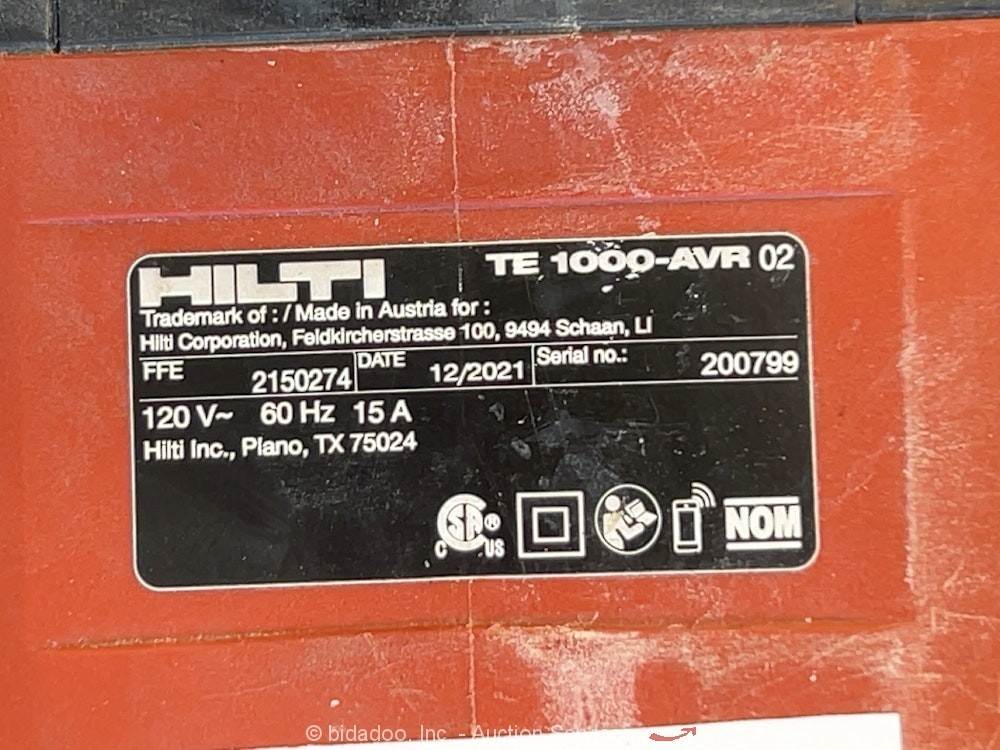 HILTI TE 1000-AVR 02
Trademark of : / Made in Austria for :
Hilti Corporation, Feldkircherstrasse 100, 9494 Schaan, LI
FFE 2150274 DATE 12/2021 Serial no.: 200799
120 V~ 60 Hz 15 A
Hilti Inc., Plano, TX 75024
C SA ® C US NOM
© bidadoo, Inc. - Auction